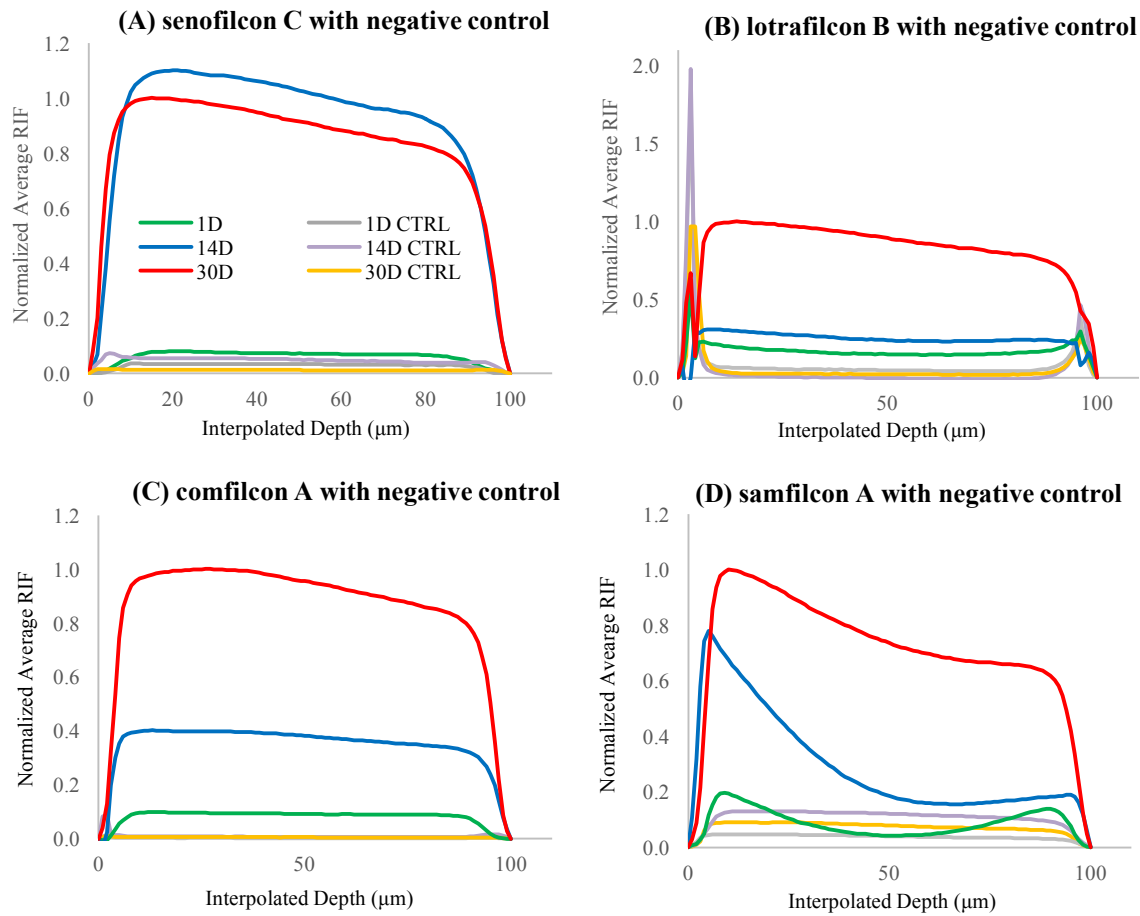 (A) senofilcon C with negative control
1.2
1.0
0.8
0.6
0.4
0.2
0.0
Normalized Average RIF
1D
1D CTRL
14D
14D CTRL
30D
30D CTRL
0
20
40
60
80
100
Interpolated Depth (μm)
(B) lotrafilcon B with negative control
2.0
1.5
1.0
0.5
0.0
Normalized Average RIF
0
50
100
Interpolated Depth (μm)
(C) comfilcon A with negative control
1.2
1.0
0.8
0.6
0.4
0.2
0.0
Normalized Average RIF
0
50
100
Interpolated Depth (μm)
(D) samfilcon A with negative control
1.2
1.0
0.8
0.6
0.4
0.2
0.0
Normalized Avearge RIF
0
50
100
Interpolated Depth (μm)